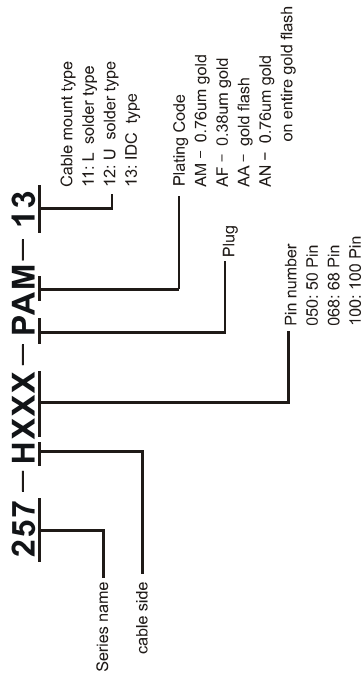 257 – HXXX – PAM – 13
Series name
cable side
Pin number
050: 50 Pin
068: 68 Pin
100: 100 Pin
Plug
Plating Code
AM – 0.76um gold
AF – 0.38um gold
AA – gold flash
AN – 0.76um gold
on entire gold flash
Cable mount type
11: L solder type
12: U solder type
13: IDC type